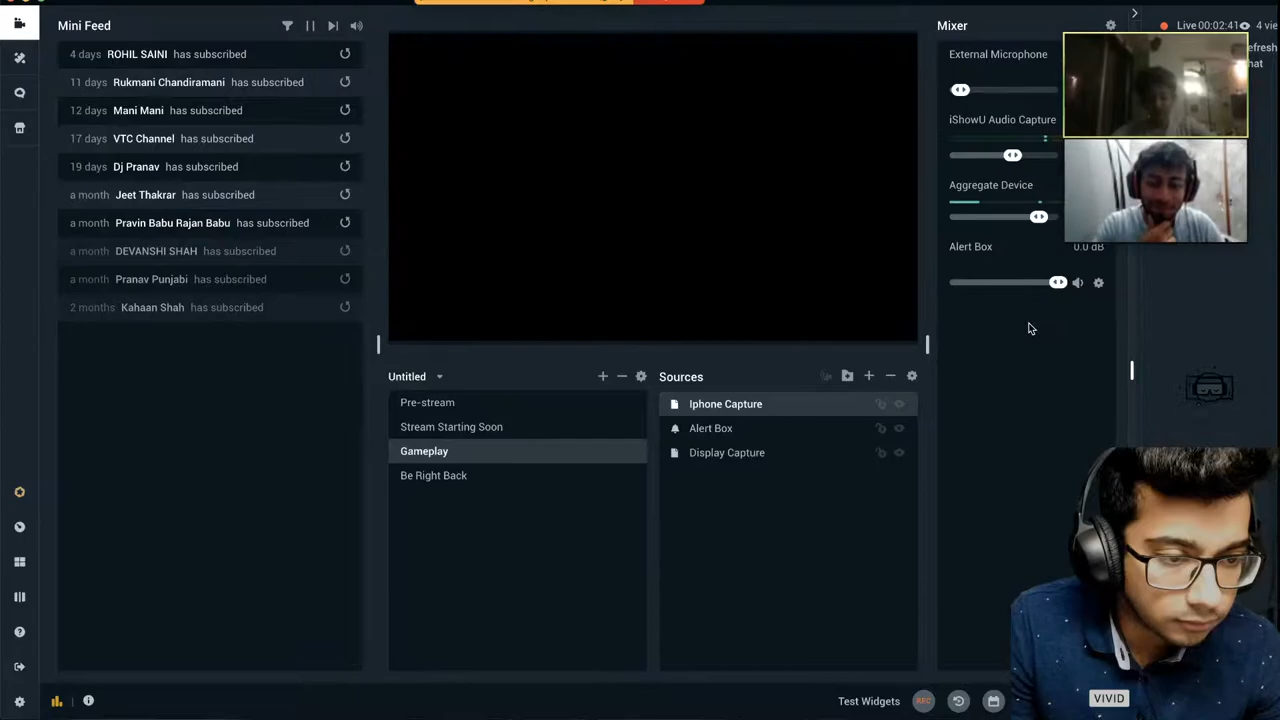 Mini Feed
4 days ROHIL SAINI has subscribed
11 days Rukmani Chandiramani has subscribed
12 days Mani Mani has subscribed
17 days VTC Channel has subscribed
19 days Dj Pranav has subscribed
a month Jeet Thakrar has subscribed
a month Pravin Babu Rajan Babu has subscribed
a month DEVANSHI SHAH has subscribed
a month Pranav Punjabi has subscribed
2 months Kahaan Shah has subscribed
Untitled
Pre-stream
Stream Starting Soon
Gameplay
Be Right Back
Sources
Iphone Capture
Alert Box
Display Capture
Mixer
External Microphone
iShowU Audio Capture
Aggregate Device
Alert Box 0.0 dB
Live 00:02:41 4 vie
efresh
hat
Test Widgets
REC
VIVID